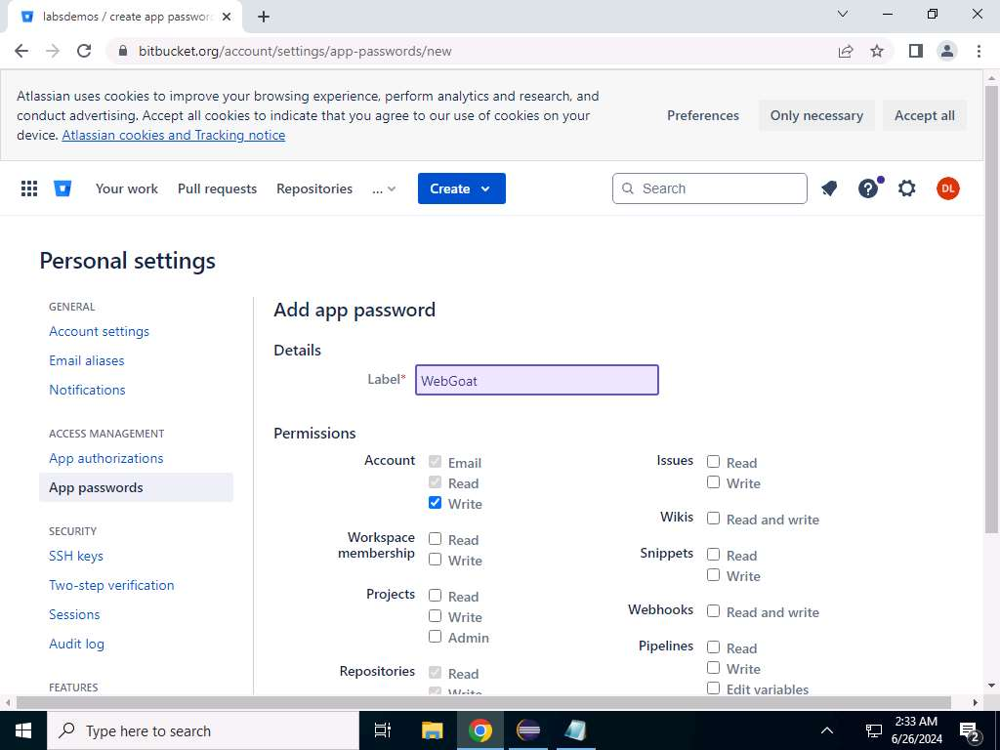 labsdemos / create app passwor
bitbucket.org/account/settings/app-passwords/new
Atlassian uses cookies to improve your browsing experience, perform analytics and research, and
conduct advertising. Accept all cookies to indicate that you agree to our use of cookies on your
device. Atlassian cookies and Tracking notice
Preferences
Only necessary
Accept all
Your work
Pull requests
Repositories
...
Create
Search
DL
Personal settings
GENERAL
Account settings
Email aliases
Notifications
ACCESS MANAGEMENT
App authorizations
App passwords
SECURITY
SSH keys
Two-step verification
Sessions
Audit log
FEATURES
Add app password
Details
Label*
WebGoat
Permissions
Account
Email
Read
Write
Workspace
membership
Read
Write
Projects
Read
Write
Admin
Repositories
Read
Write
Issues
Read
Write
Wikis
Read and write
Snippets
Read
Write
Webhooks
Read and write
Pipelines
Read
Write
Edit variables
Type here to search
2:33 AM
6/26/2024
2